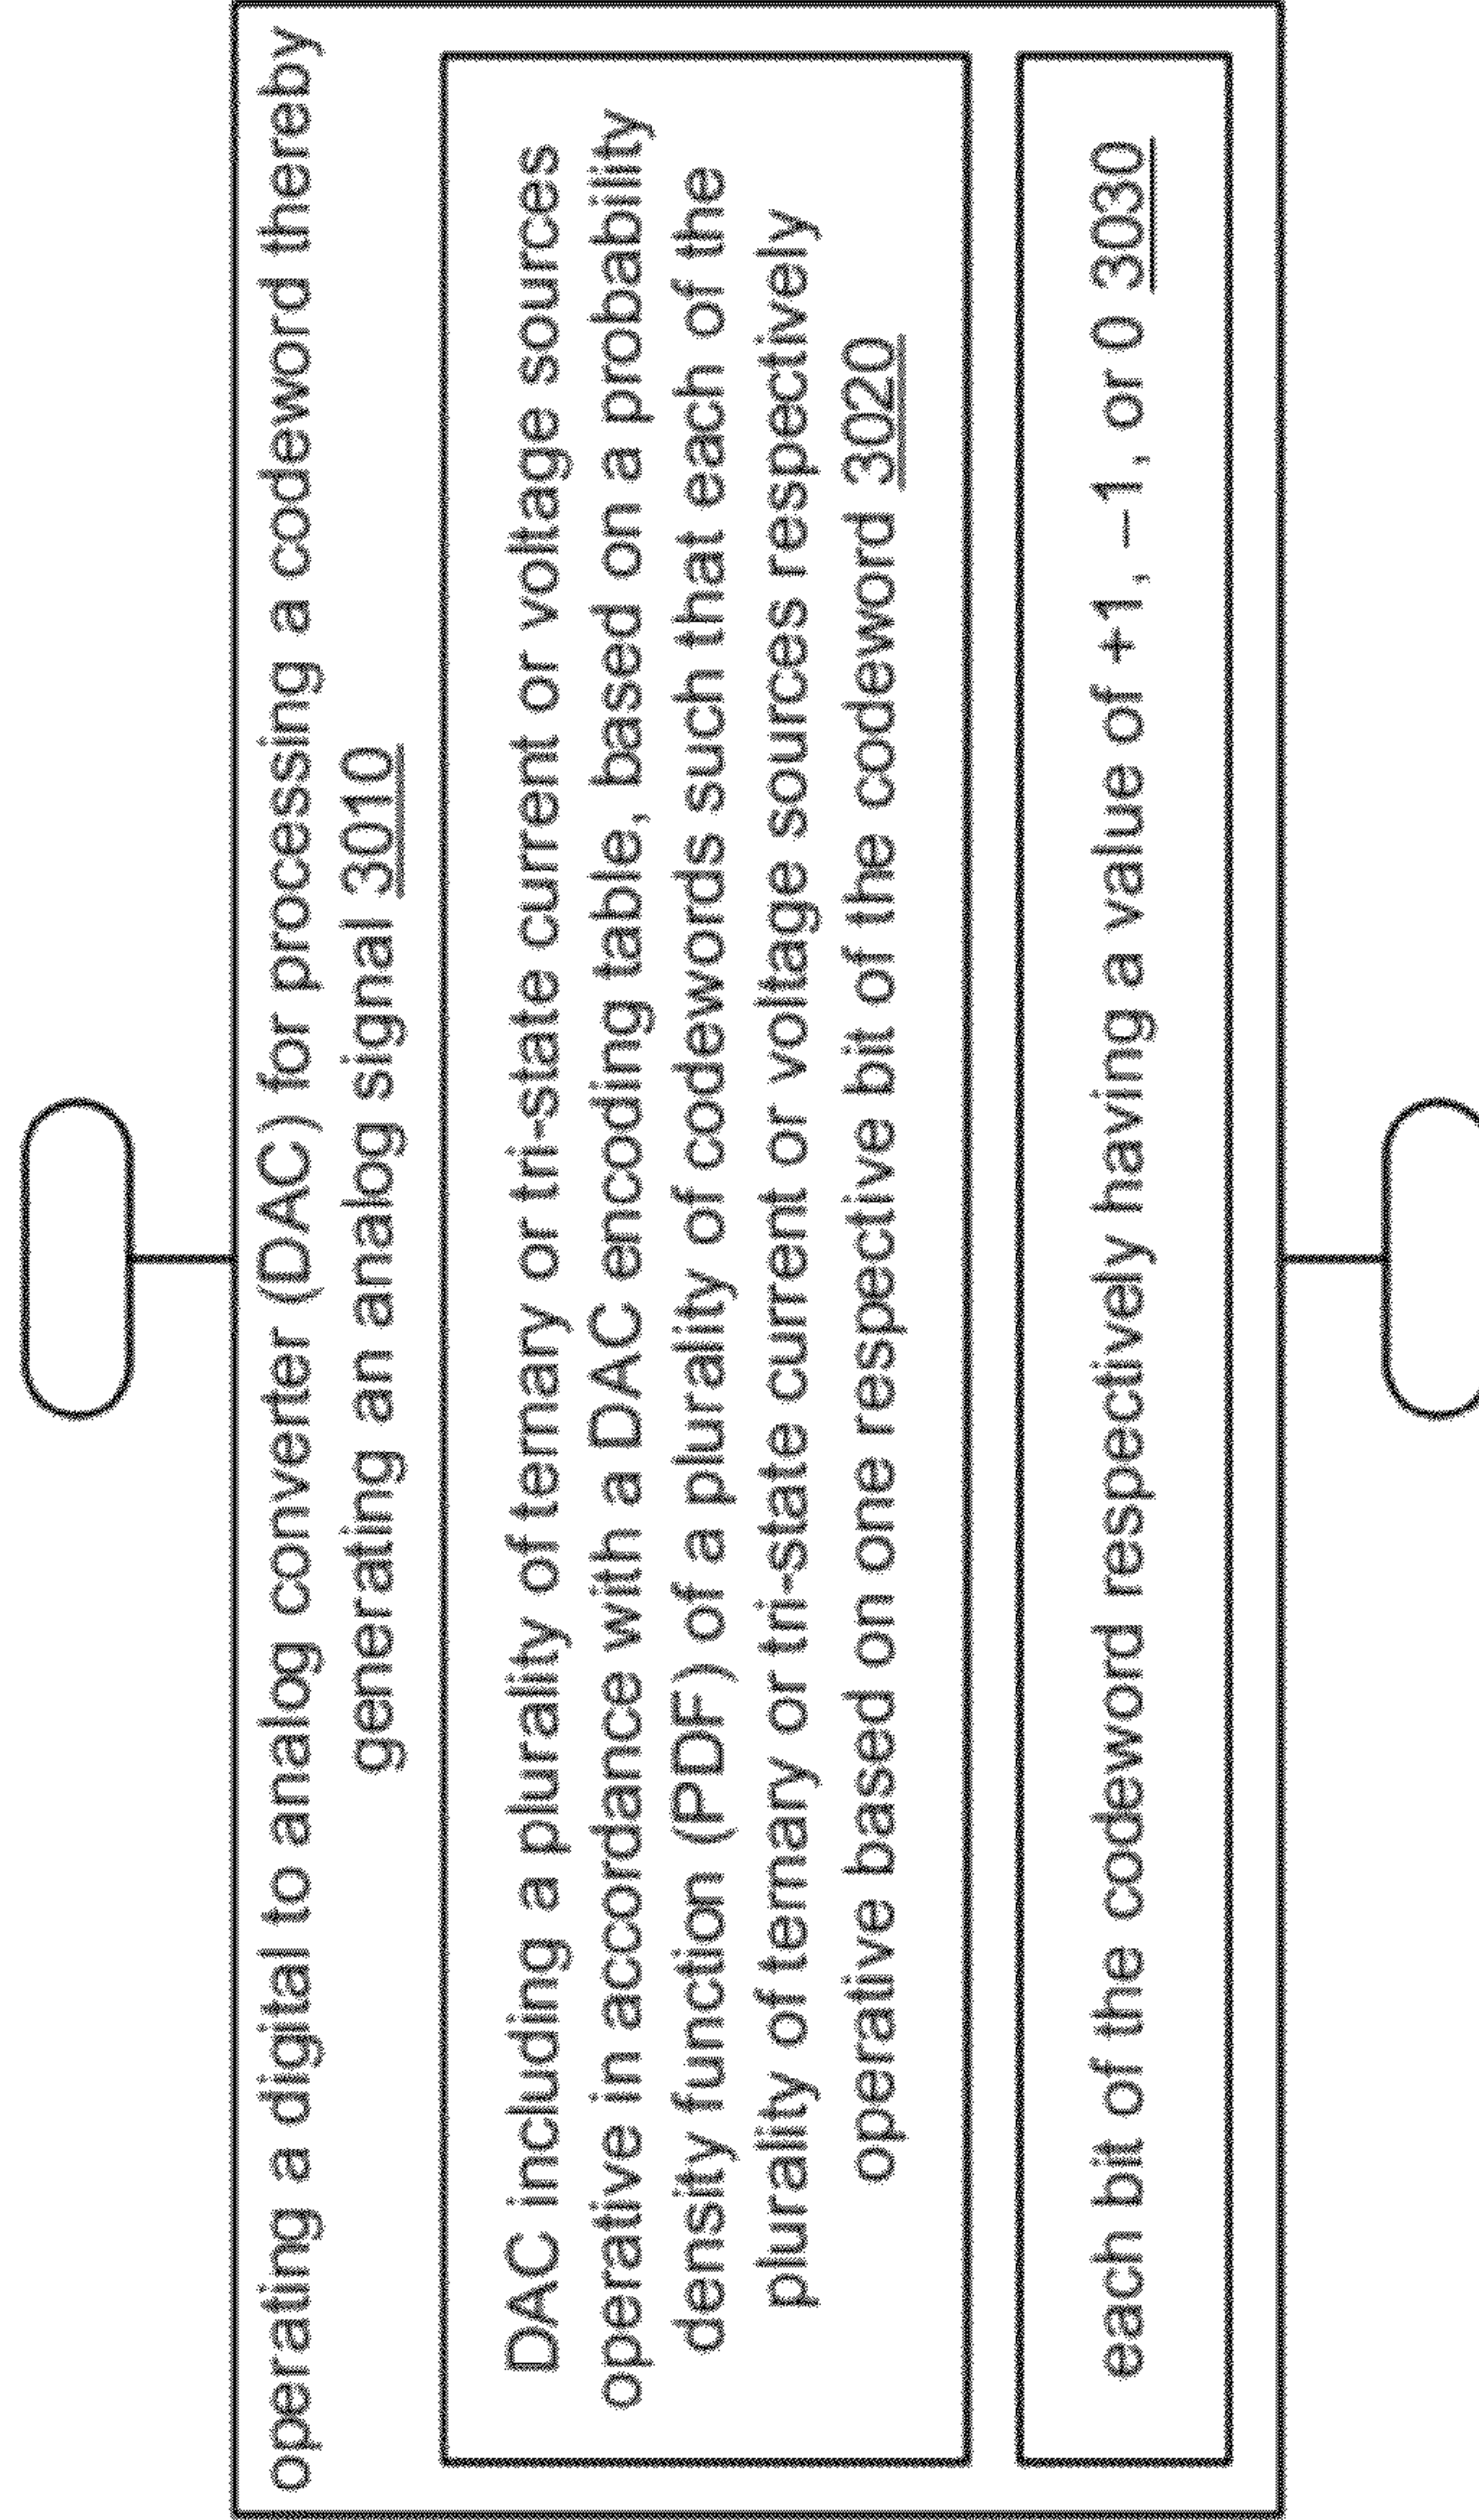 operating a digital to analog converter (DAC) for processing a codeword thereby
generating an analog signal 3010
DAC including a plurality of ternary or tri-state current or voltage sources
operative in accordance with a DAC encoding table, based on a probability
density function (PDF) of a plurality of codewords such that each of the
plurality of ternary or tri-state current or voltage sources respectively
operative based on one respective bit of the codeword 3020
each bit of the codeword respectively having a value of +1, −1, or 0 3030